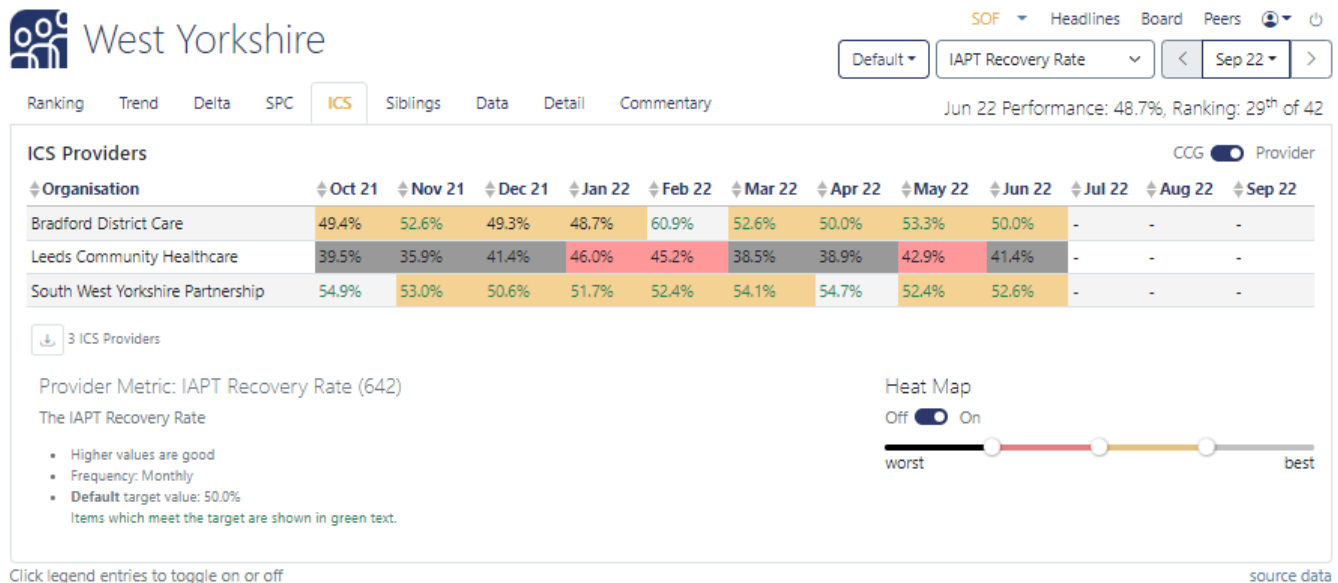 West Yorkshire
SOF Headlines Board Peers
Default IAPT Recovery Rate < Sep 22 >
Ranking Trend Delta SPC ICS Siblings Data Detail Commentary
Jun 22 Performance: 48.7%, Ranking: 29th of 42
ICS Providers
CCG Provider
Organisation Oct 21 Nov 21 Dec 21 Jan 22 Feb 22 Mar 22 Apr 22 May 22 Jun 22 Jul 22 Aug 22 Sep 22
Bradford District Care 49.4% 52.6% 49.3% 48.7% 60.9% 52.6% 50.0% 53.3% 50.0% - - -
Leeds Community Healthcare 39.5% 35.9% 41.4% 46.0% 45.2% 38.5% 38.9% 42.9% 41.4% - - -
South West Yorkshire Partnership 54.9% 53.0% 50.6% 51.7% 52.4% 54.1% 54.7% 52.4% 52.6% - - -
3 ICS Providers
Provider Metric: IAPT Recovery Rate (642)
The IAPT Recovery Rate
• Higher values are good
• Frequency: Monthly
• Default target value: 50.0%
Items which meet the target are shown in green text.
Heat Map
Off On
worst best
Click legend entries to toggle on or off
source data